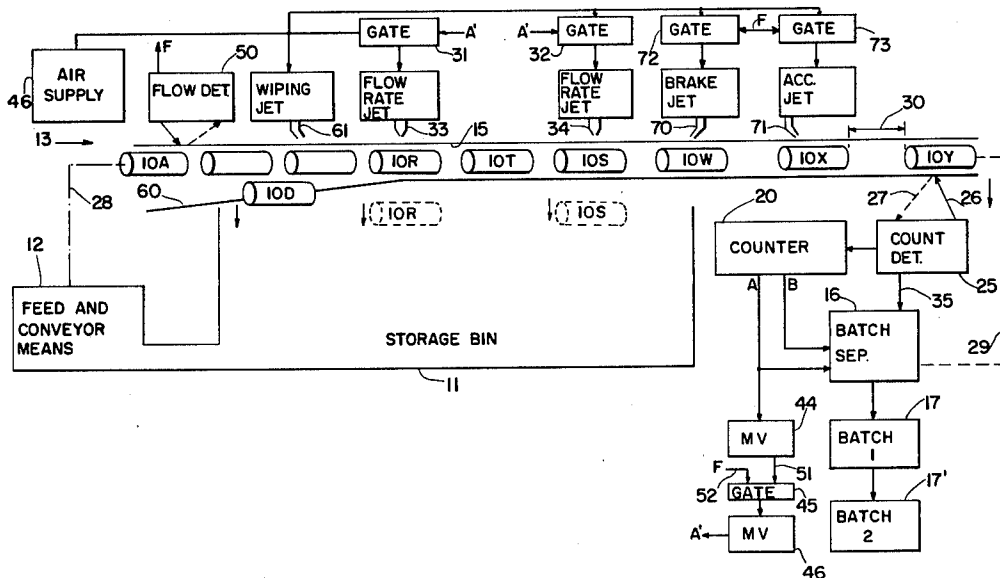 GATE
A'
31
A'
GATE
32
GATE
72
F
GATE
73
AIR
SUPPLY
46
F
50
FLOW DET.
WIPING
JET
61
FLOW
RATE
JET
33
FLOW
RATE
JET
34
BRAKE
JET
70
ACC.
JET
71
30
13
15
10A
10R
10T
10S
10W
10X
10Y
28
60
10D
10R
10S
27
26
20
COUNTER
A
B
COUNT
DET.
25
12
FEED AND
CONVEYOR
MEANS
STORAGE BIN
11
16
35
BATCH
SEP.
29
44
MV
51
F
52
GATE
45
A'
MV
46
17
BATCH
1
17'
BATCH
2